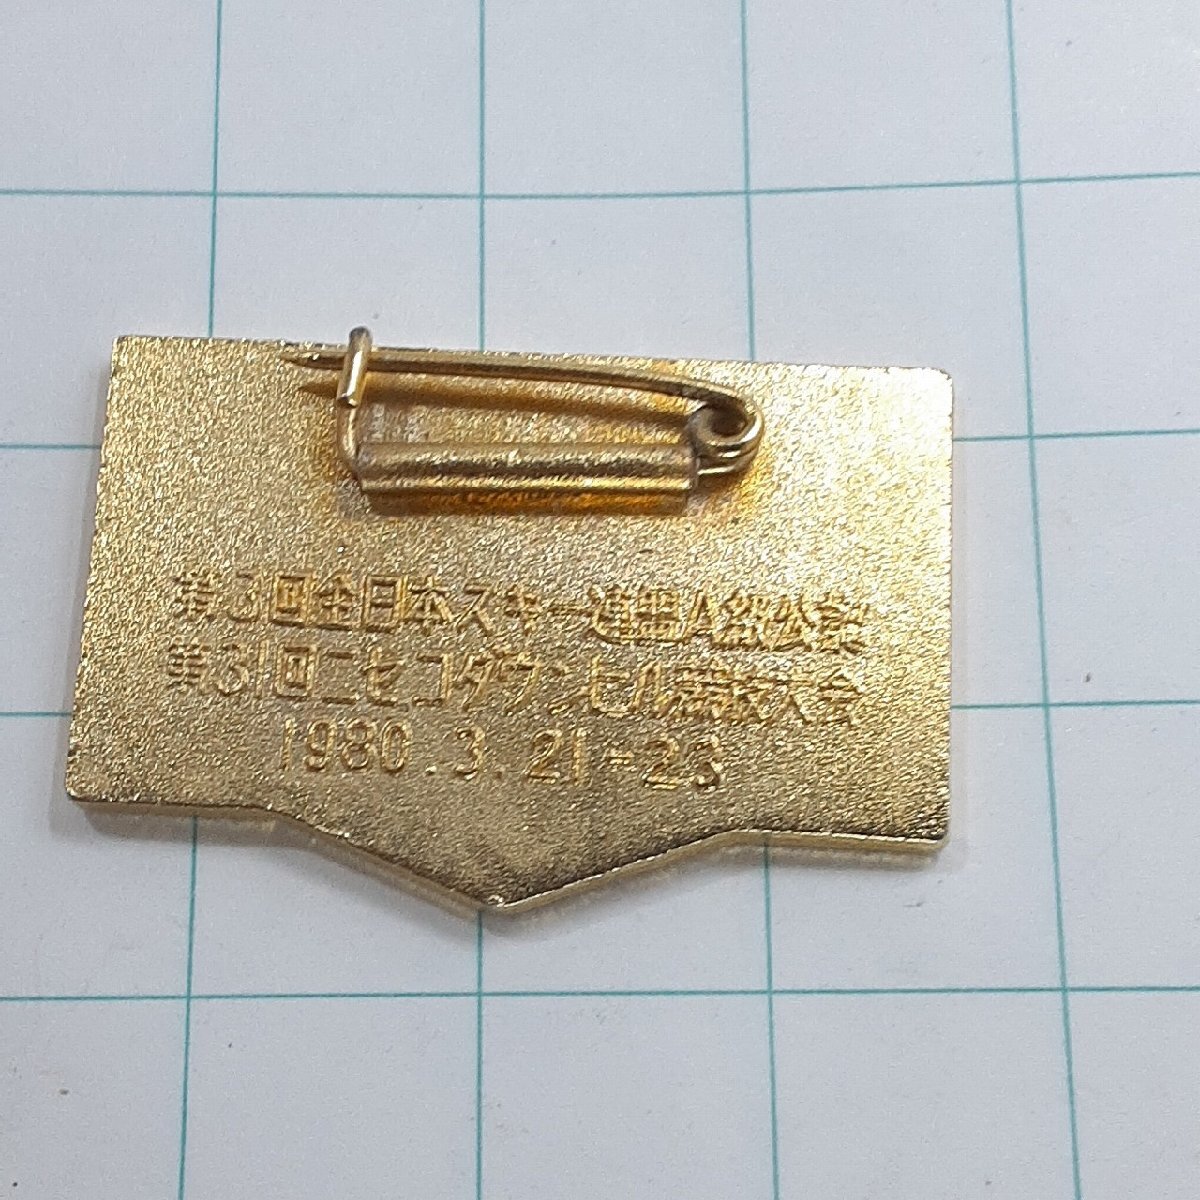 第3回全日本スキー連盟A級公認
第31回ニセコダウンヒル競技大会
1980.3.21-23